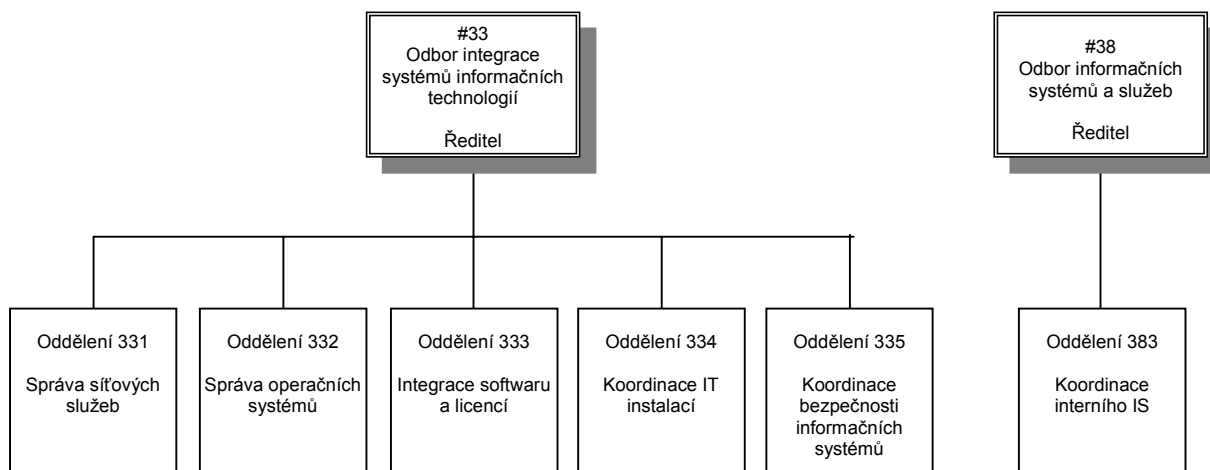 #33
Odbor integrace
systémů informačních
technologií
Ředitel
#38
Odbor informačních
systémů a služeb
Ředitel
Oddělení 331
Správa síťových
služeb
Oddělení 332
Správa operačních
systémů
Oddělení 333
Integrace softwaru
a licencí
Oddělení 334
Koordinace IT
instalací
Oddělení 335
Koordinace
bezpečnosti
informačních
systémů
Oddělení 383
Koordinace
interního IS